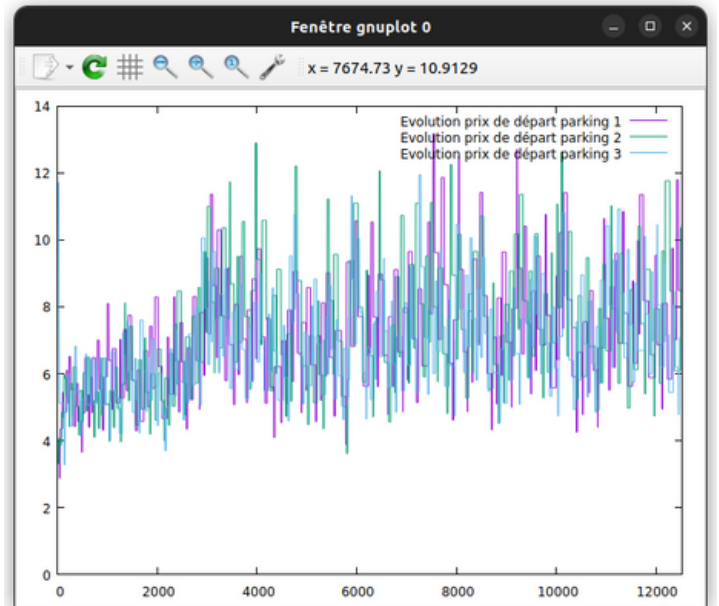 Fenêtre gnuplot 0
x = 7674.73 y = 10.9129
14
Evolution prix de départ parking 1
Evolution prix de départ parking 2
Evolution prix de départ parking 3
12
10
8
6
4
2
0
0 2000 4000 6000 8000 10000 12000